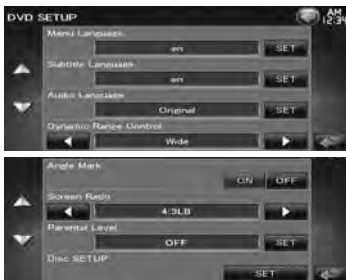 DVD SETUP
AM
12:34
Menu Language
en
SET
Subtitle Language
en
SET
Audio Language
Original
SET
Dynamic Range Control
Wide
Angle Mark
ON OFF
Screen Ratio
4:3LB
Parental Level
OFF
SET
Disc SETUP
SET